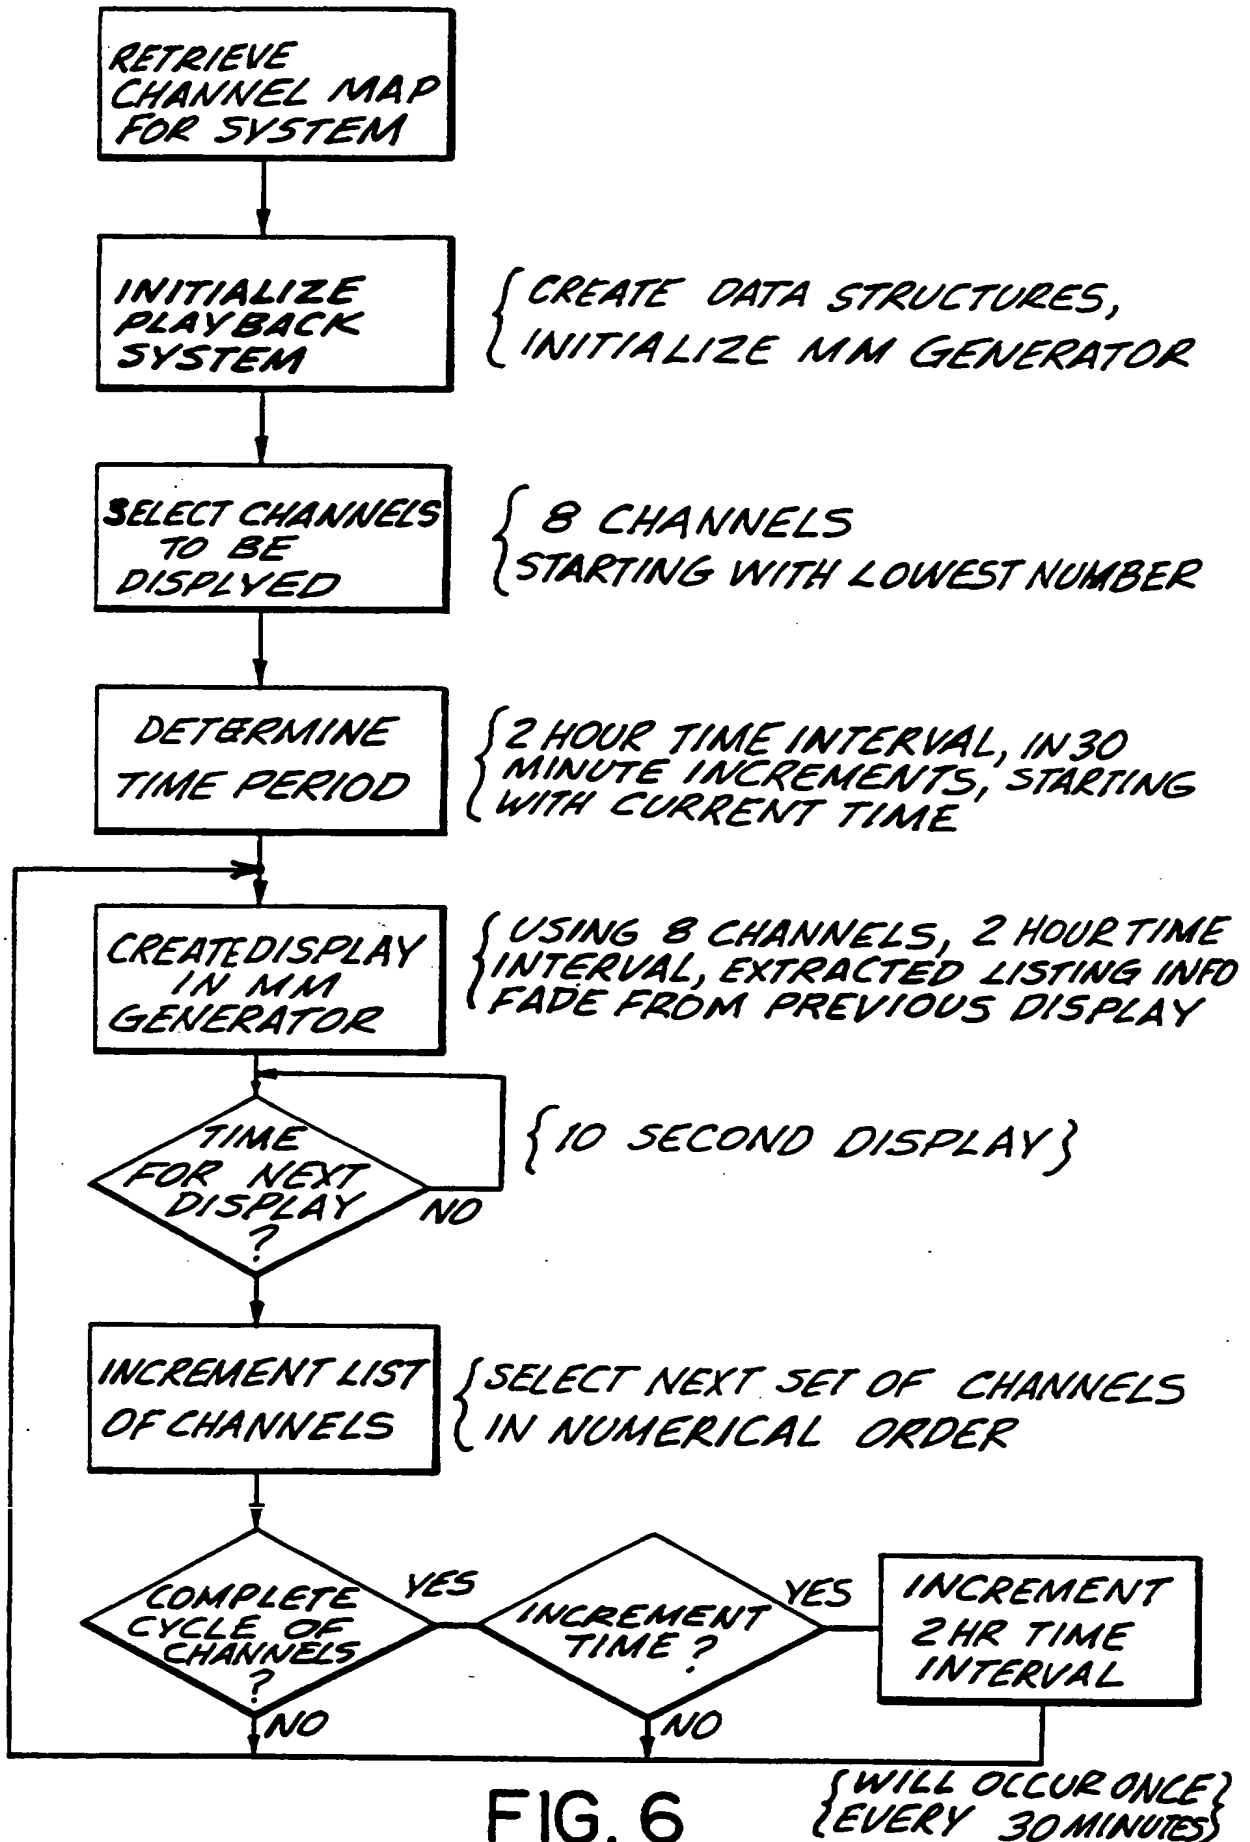 RETRIEVE
CHANNEL MAP
FOR SYSTEM
INITIALIZE
PLAYBACK
SYSTEM
{ CREATE DATA STRUCTURES,
INITIALIZE MM GENERATOR
SELECT CHANNELS
TO BE
DISPLYED
{ 8 CHANNELS
STARTING WITH LOWEST NUMBER
DETERMINE
TIME PERIOD
{ 2 HOUR TIME INTERVAL, IN 30
MINUTE INCREMENTS, STARTING
WITH CURRENT TIME
CREATE DISPLAY
IN MM
GENERATOR
{ USING 8 CHANNELS, 2 HOUR TIME
INTERVAL, EXTRACTED LISTING INFO
FADE FROM PREVIOUS DISPLAY
TIME
FOR NEXT
DISPLAY
?
NO
{ 10 SECOND DISPLAY }
INCREMENT LIST
OF CHANNELS
{ SELECT NEXT SET OF CHANNELS
IN NUMERICAL ORDER
COMPLETE
CYCLE OF
CHANNELS
?
YES
NO
INCREMENT
TIME?
YES
NO
INCREMENT
2 HR TIME
INTERVAL
{ WILL OCCUR ONCE }
{ EVERY 30 MINUTES }
FIG. 6